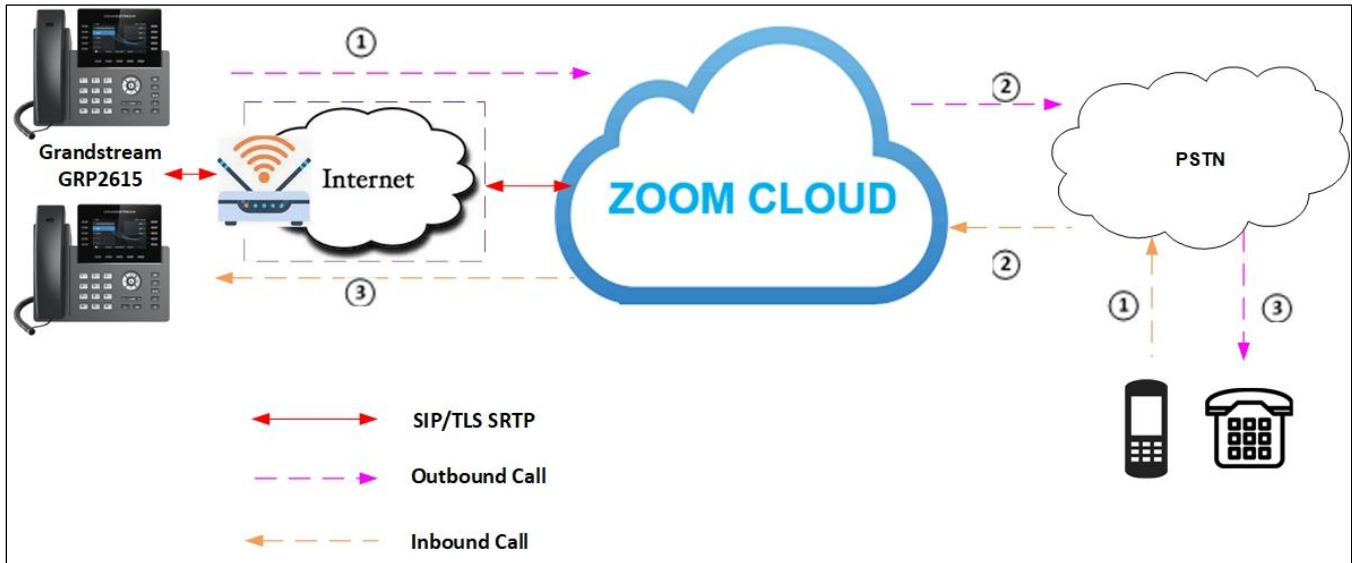 ①
②
Grandstream
GRP2615
Internet
ZOOM CLOUD
PSTN
③
②
①
③
SIP/TLS SRTP
Outbound Call
Inbound Call